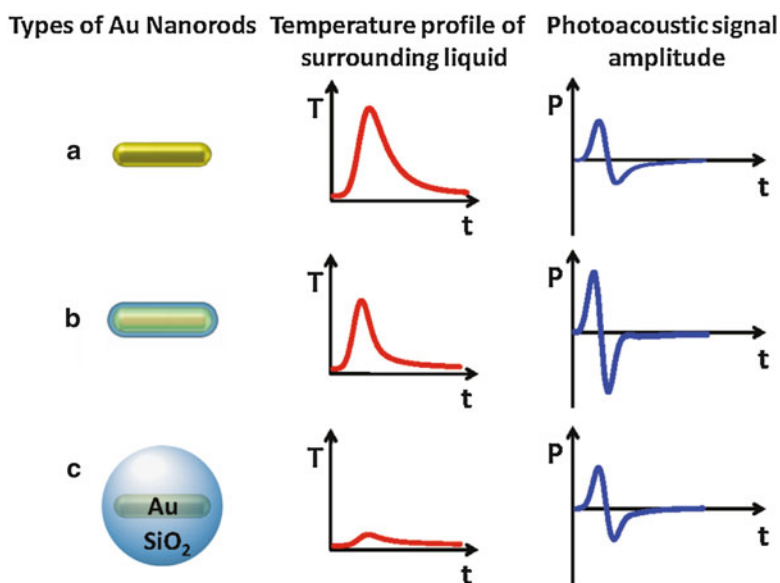 Types of Au Nanorods
Temperature profile of
surrounding liquid
Photoacoustic signal
amplitude
a
T
t
P
t
b
T
t
P
t
c
Au
SiO₂
T
t
P
t